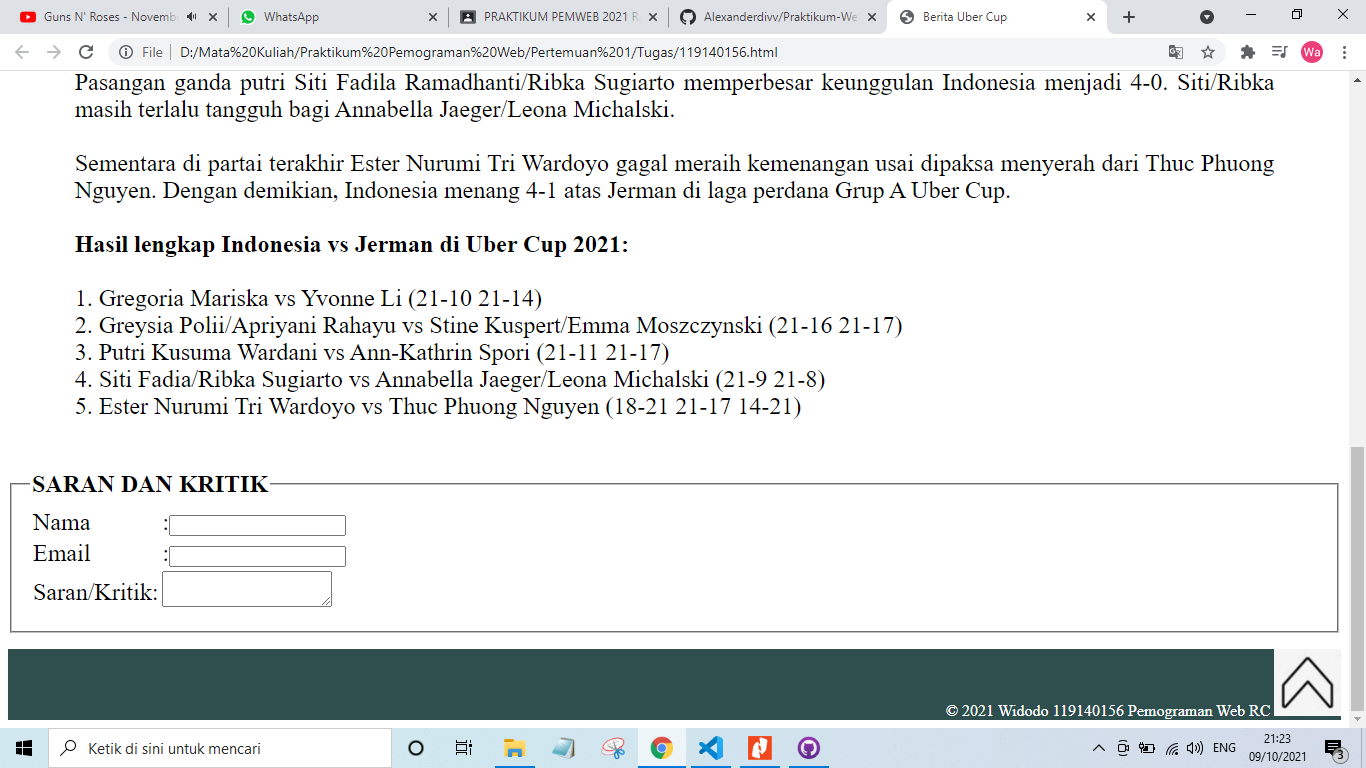 Guns N' Roses - Novemb
WhatsApp
PRAKTIKUM PEMWEB 2021 R
Alexanderdivv/Praktikum-We
Berita Uber Cup
File
D:/Mata%20Kuliah/Praktikum%20Pemograman%20Web/Pertemuan%201/Tugas/119140156.html
Wa
Pasangan ganda putri Siti Fadila Ramadhanti/Ribka Sugiarto memperbesar keunggulan Indonesia menjadi 4-0. Siti/Ribka
masih terlalu tangguh bagi Annabella Jaeger/Leona Michalski.
Sementara di partai terakhir Ester Nurumi Tri Wardoyo gagal meraih kemenangan usai dipaksa menyerah dari Thuc Phuong
Nguyen. Dengan demikian, Indonesia menang 4-1 atas Jerman di laga perdana Grup A Uber Cup.
Hasil lengkap Indonesia vs Jerman di Uber Cup 2021:
1. Gregoria Mariska vs Yvonne Li (21-10 21-14)
2. Greysia Polii/Apriyani Rahayu vs Stine Kuspert/Emma Moszczynski (21-16 21-17)
3. Putri Kusuma Wardani vs Ann-Kathrin Spori (21-11 21-17)
4. Siti Fadia/Ribka Sugiarto vs Annabella Jaeger/Leona Michalski (21-9 21-8)
5. Ester Nurumi Tri Wardoyo vs Thuc Phuong Nguyen (18-21 21-17 14-21)
SARAN DAN KRITIK
Nama :
Email :
Saran/Kritik:
© 2021 Widodo 119140156 Pemograman Web RC
Ketik di sini untuk mencari
ENG
21:23
09/10/2021
3